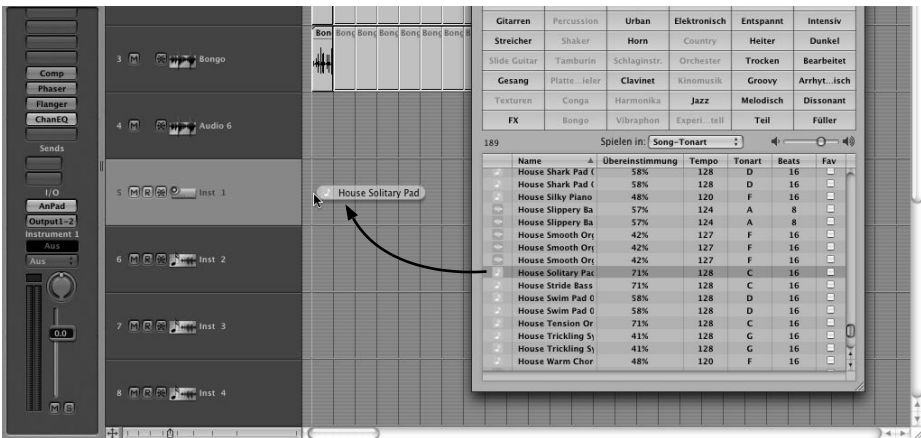 Comp
Phaser
Flanger
ChanEQ
Sends
I/O
AnPad
Output1–2
Instrument 1
Aus
Aus
0.0
M S
3 M Bongo
4 M Audio 6
5 M R Inst 1
6 M R Inst 2
7 M R Inst 3
8 M R Inst 4
Bon Bong Bong Bong Bong Bong Bong B
House Solitary Pad
Gitarren Percussion Urban Elektronisch Entspannt Intensiv
Streicher Shaker Horn Country Heiter Dunkel
Slide Guitar Tamburin Schlaginstr. Orchester Trocken Bearbeitet
Gesang Platte...ieler Clavinet Kinomusik Groovy Arrhyt...isch
Texturen Conga Harmonika Jazz Melodisch Dissonant
FX Bongo Vibraphon Experi...tell Teil Füller
189 Spielen in: Song-Tonart
Name Übereinstimmung Tempo Tonart Beats Fav
House Shark Pad ( 58% 128 D 16
House Shark Pad ( 58% 128 D 16
House Silky Piano 48% 120 F 16
House Slippery Ba 57% 124 A 8
House Slippery Ba 57% 124 A 8
House Smooth Org 42% 127 F 16
House Smooth Org 42% 127 F 16
House Smooth Org 42% 127 F 16
House Solitary Pac 71% 128 C 16
House Stride Bass 71% 128 C 16
House Swim Pad 0 58% 128 D 16
House Swim Pad 0 58% 128 D 16
House Tension Or 71% 128 C 16
House Trickling Sy 41% 128 G 16
House Trickling Sy 41% 128 G 16
House Warm Chor 48% 120 F 16